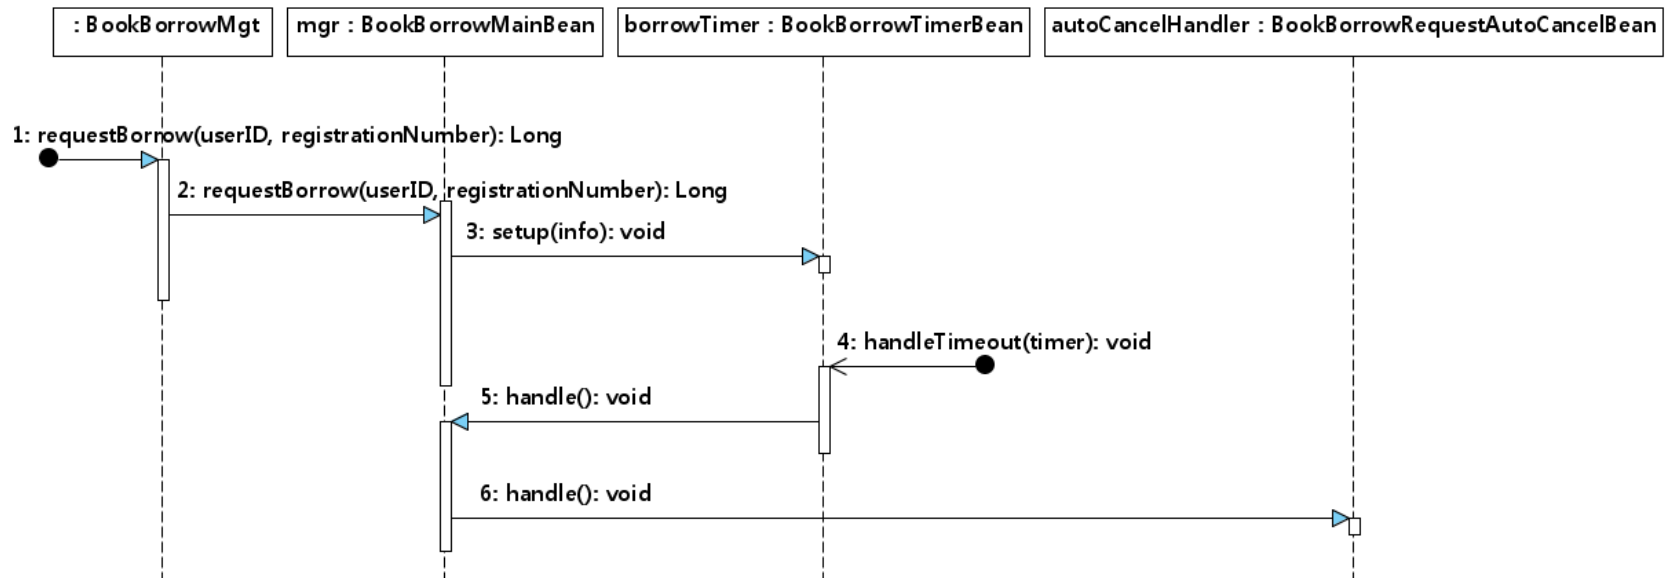 : BookBorrowMgt
mgr : BookBorrowMainBean
borrowTimer : BookBorrowTimerBean
autoCancelHandler : BookBorrowRequestAutoCancelBean
1: requestBorrow(userID, registrationNumber): Long
2: requestBorrow(userID, registrationNumber): Long
3: setup(info): void
4: handleTimeout(timer): void
5: handle(): void
6: handle(): void